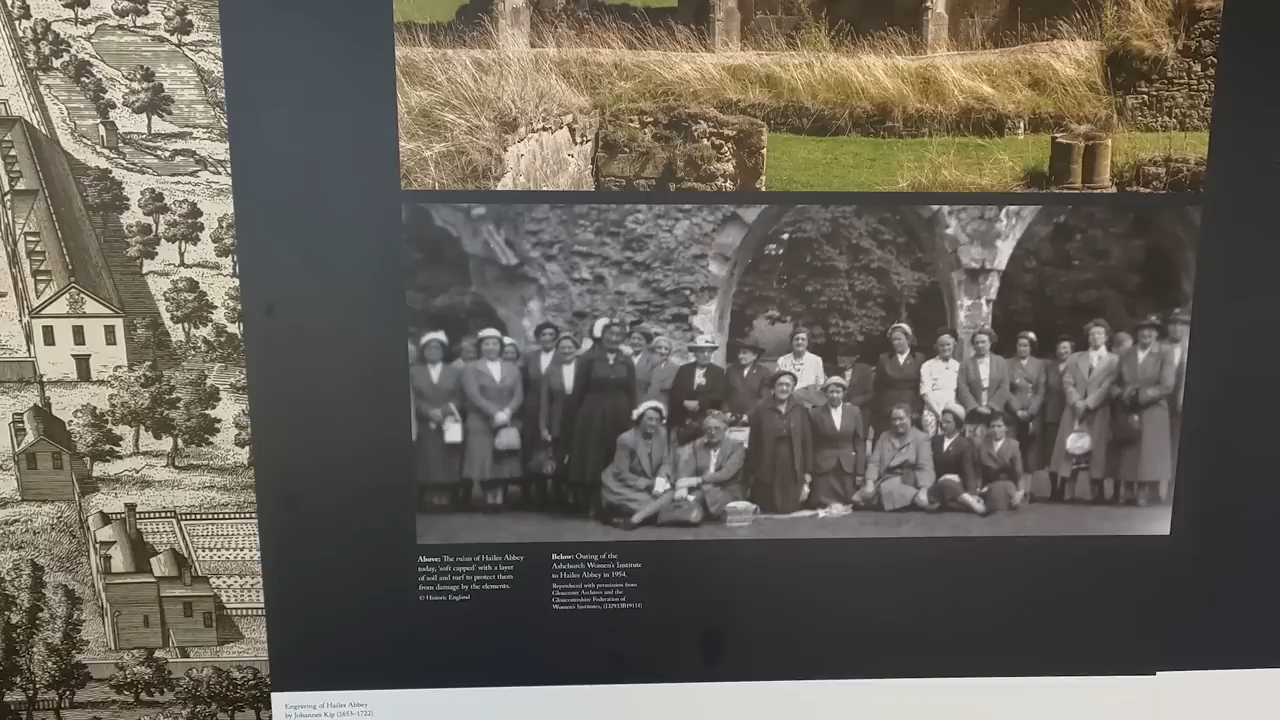 Above: The ruins of Hailes Abbey
today, 'soft capped' with a layer
of soil and turf to protect them
from damage by the elements.
© Historic England
Below: Outing of the
Ashchurch Women's Institute
to Hailes Abbey in 1954.
Reproduced with permission from
Gloucester Archives and the
Gloucestershire Federation of
Women's Institutes,
Engraving of Hailes Abbey
by Johannes Kip (1653–1722)